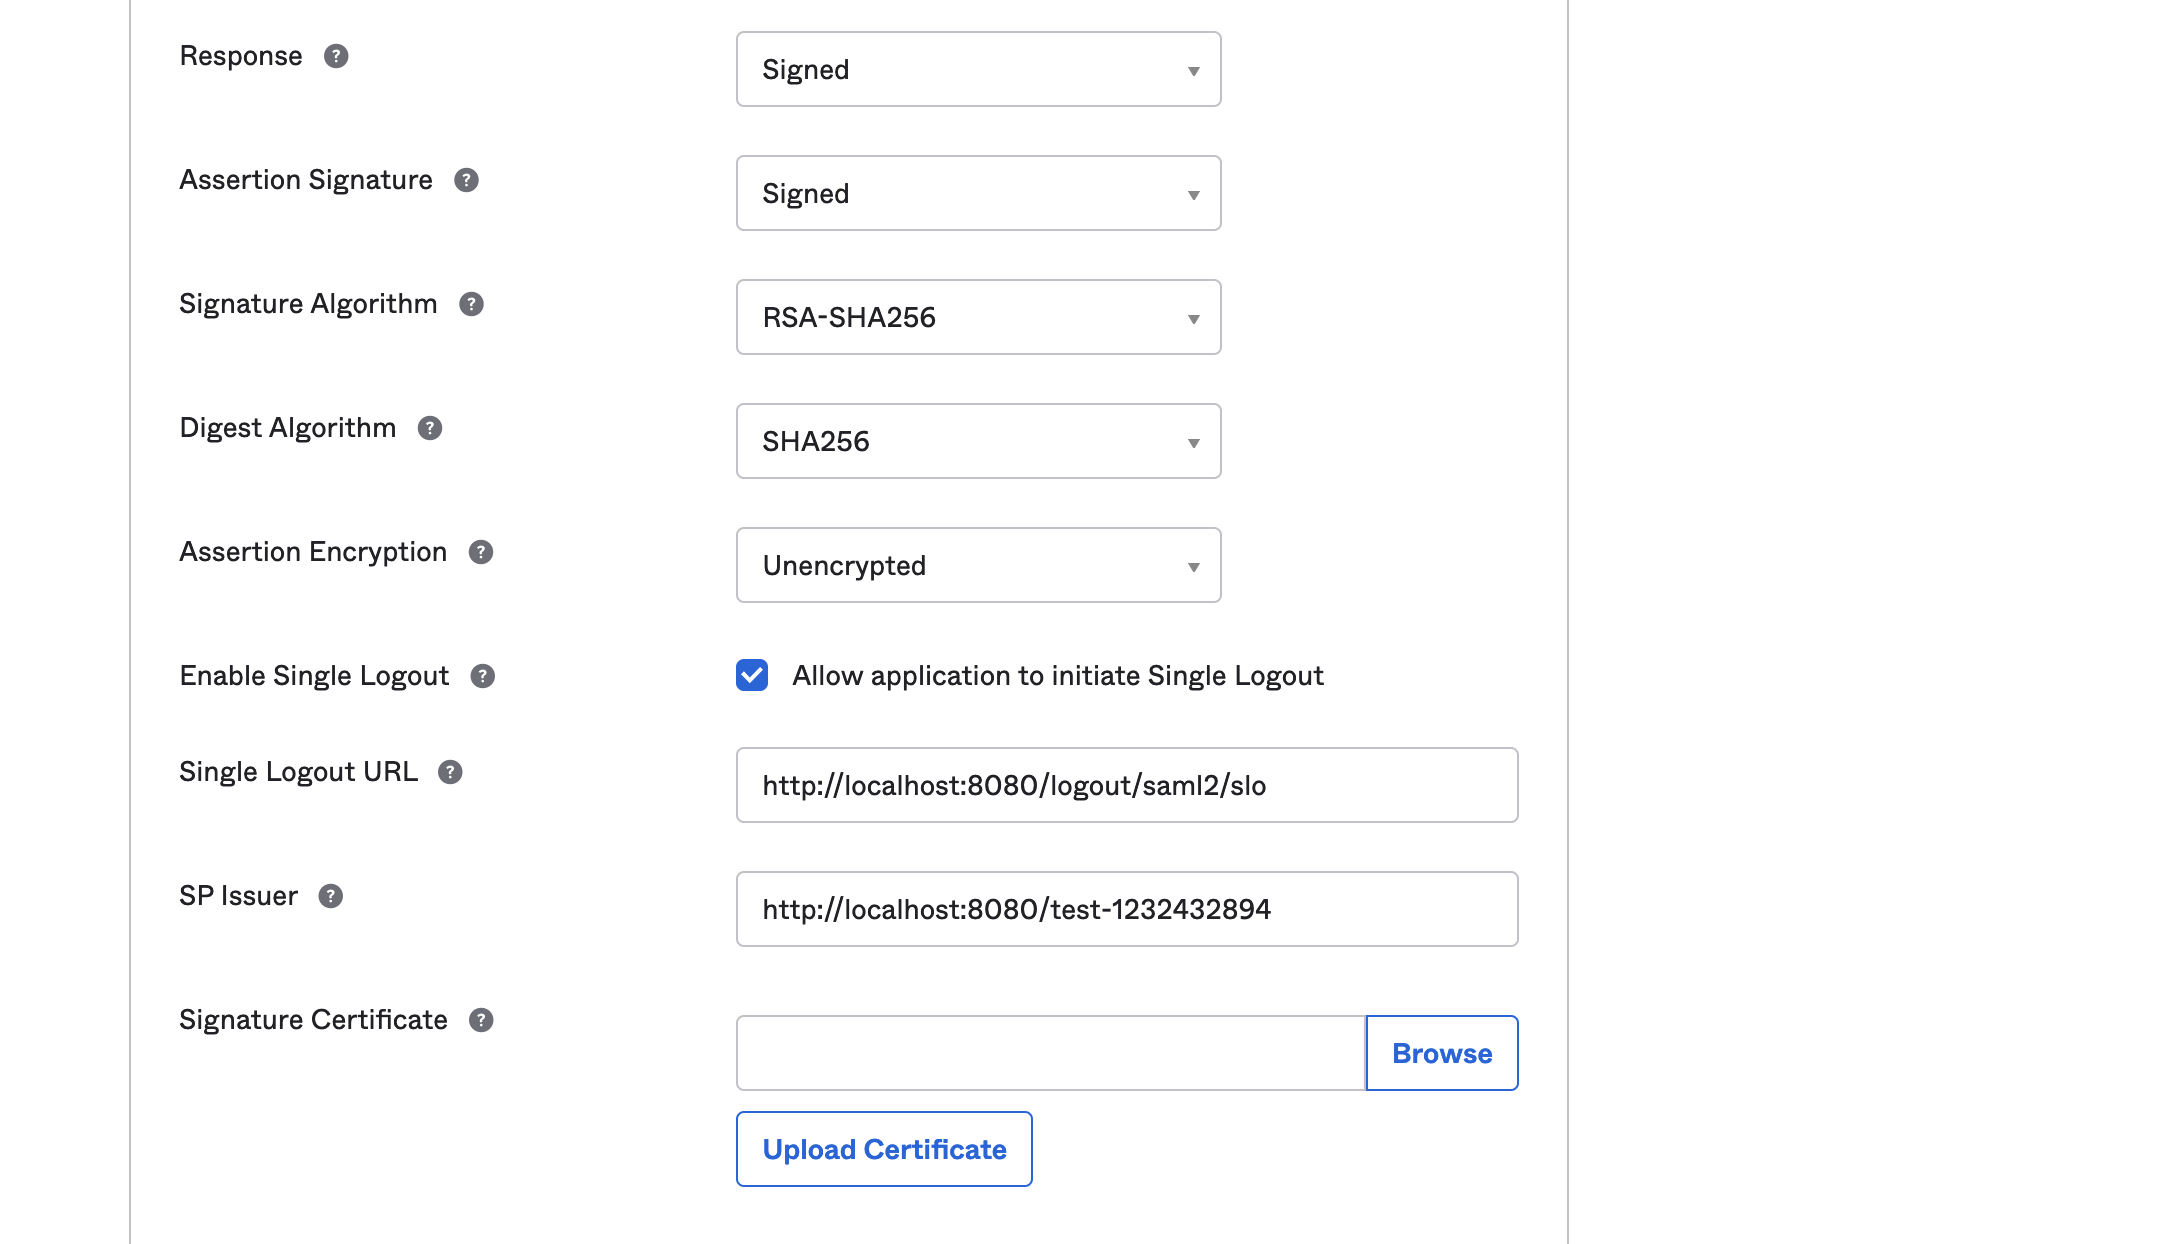 Response ?
Signed
Assertion Signature ?
Signed
Signature Algorithm ?
RSA-SHA256
Digest Algorithm ?
SHA256
Assertion Encryption ?
Unencrypted
Enable Single Logout ?
Allow application to initiate Single Logout
Single Logout URL ?
http://localhost:8080/logout/saml2/slo
SP Issuer ?
http://localhost:8080/test-1232432894
Signature Certificate ?
Browse
Upload Certificate